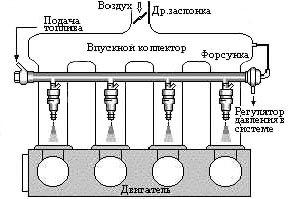 Воздух
Др.заслонка
Подача
топлива
Впускной коллектор
Форсунка
Регулятор
давления в
системе
Двигатель